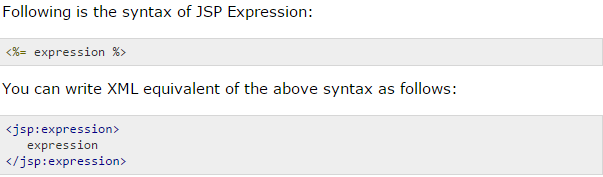 Following is the syntax of JSP Expression:
<%= expression %>
You can write XML equivalent of the above syntax as follows:
<jsp:expression>
   expression
</jsp:expression>